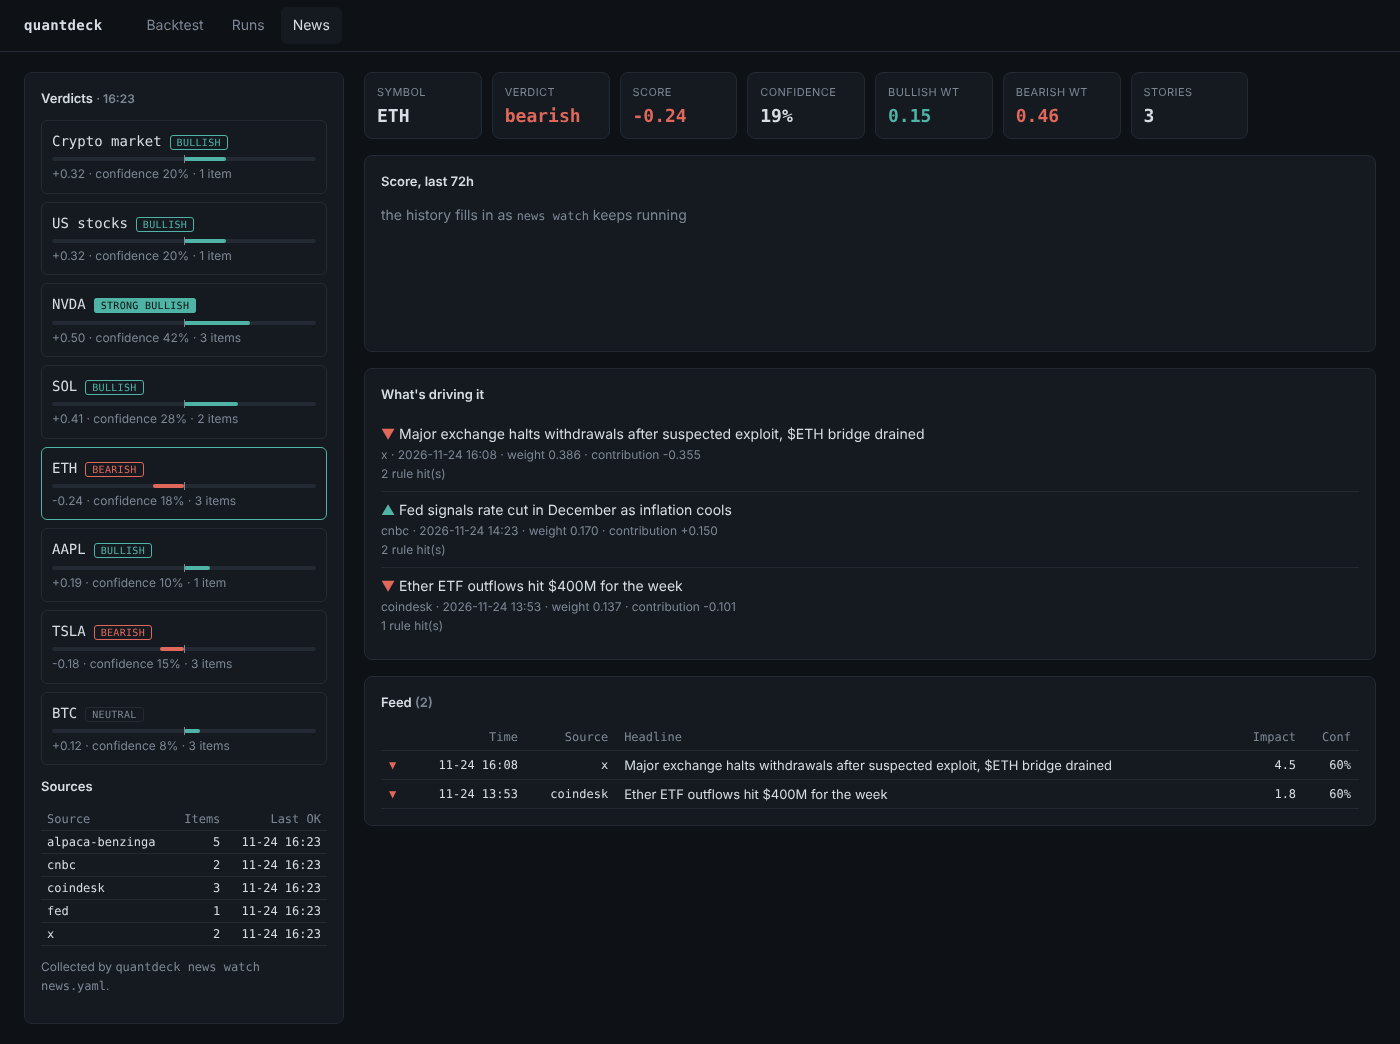 quantdeck Backtest Runs News
Verdicts · 16:23
Crypto market BULLISH
+0.32 · confidence 20% · 1 item
US stocks BULLISH
+0.32 · confidence 20% · 1 item
NVDA STRONG BULLISH
+0.50 · confidence 42% · 3 items
SOL BULLISH
+0.41 · confidence 28% · 2 items
ETH BEARISH
-0.24 · confidence 18% · 3 items
AAPL BULLISH
+0.19 · confidence 10% · 1 item
TSLA BEARISH
-0.18 · confidence 15% · 3 items
BTC NEUTRAL
+0.12 · confidence 8% · 3 items
Sources
Source Items Last OK
alpaca-benzinga 5 11-24 16:23
cnbc 2 11-24 16:23
coindesk 3 11-24 16:23
fed 1 11-24 16:23
x 2 11-24 16:23
Collected by quantdeck news watch
news.yaml.
SYMBOL
ETH
VERDICT
bearish
SCORE
-0.24
CONFIDENCE
19%
BULLISH WT
0.15
BEARISH WT
0.46
STORIES
3
Score, last 72h
the history fills in as news watch keeps running
What's driving it
▼ Major exchange halts withdrawals after suspected exploit, $ETH bridge drained
x · 2026-11-24 16:08 · weight 0.386 · contribution -0.355
2 rule hit(s)
▲ Fed signals rate cut in December as inflation cools
cnbc · 2026-11-24 14:23 · weight 0.170 · contribution +0.150
2 rule hit(s)
▼ Ether ETF outflows hit $400M for the week
coindesk · 2026-11-24 13:53 · weight 0.137 · contribution -0.101
1 rule hit(s)
Feed (2)
Time Source Headline Impact Conf
▼ 11-24 16:08 x Major exchange halts withdrawals after suspected exploit, $ETH bridge drained 4.5 60%
▼ 11-24 13:53 coindesk Ether ETF outflows hit $400M for the week 1.8 60%